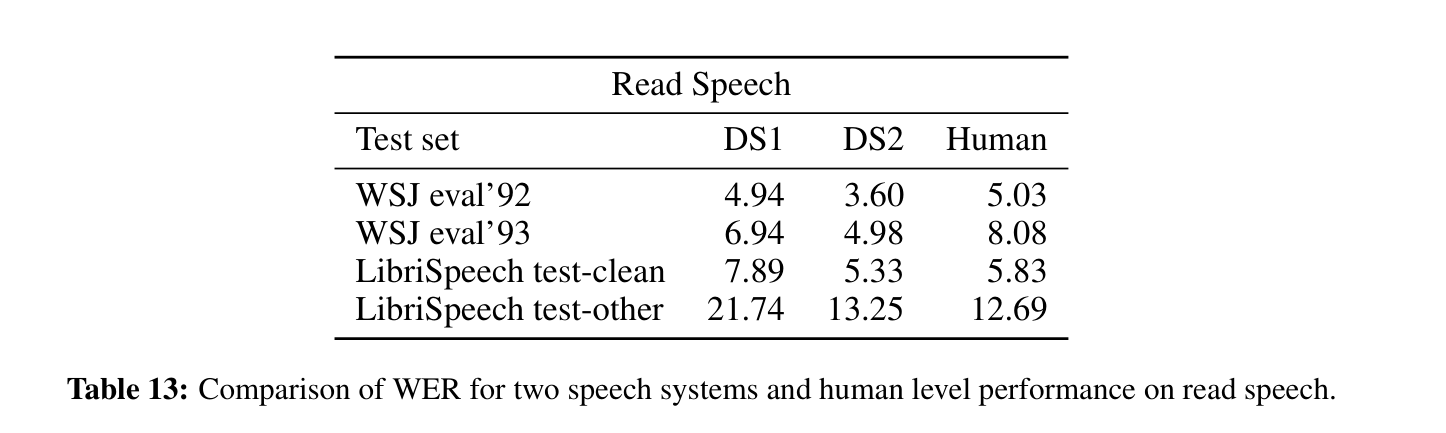 Read Speech
Test set DS1 DS2 Human
WSJ eval’92 4.94 3.60 5.03
WSJ eval’93 6.94 4.98 8.08
LibriSpeech test-clean 7.89 5.33 5.83
LibriSpeech test-other 21.74 13.25 12.69
Table 13: Comparison of WER for two speech systems and human level performance on read speech.